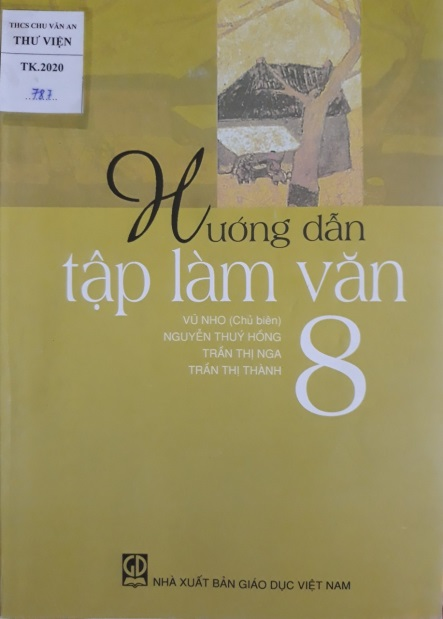 THCS CHU VĂN AN
THƯ VIỆN
TK.2020
787
Hướng dẫn
tập làm văn
8
VŨ NHO (Chủ biên)
NGUYỄN THUÝ HỒNG
TRẦN THỊ NGA
TRẦN THỊ THÀNH
GD
NHÀ XUẤT BẢN GIÁO DỤC VIỆT NAM